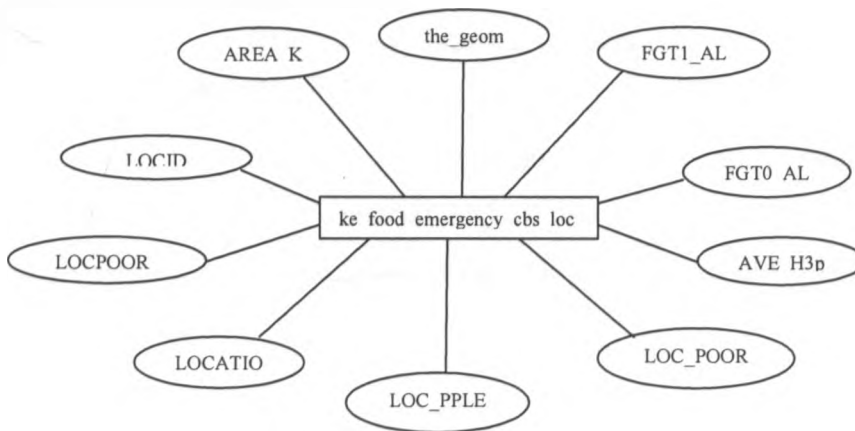 the_geom
AREA K
FGT1_AL
LOCID
FGT0 AL
ke food emergency cbs loc
LOCPOOR
AVE H3p
LOCATIO
LOC_POOR
LOC_PPLE